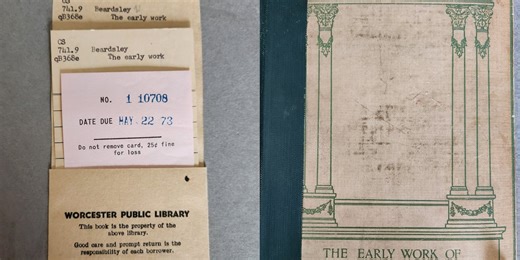 OS
741.9 Beardsley
qB368e The early work
OS
741.9 Beardsley
qB368e The early work
NO. 1 10708
DATE DUE MAY 22 73
Do not remove card, 25¢ fine
for loss
WORCESTER PUBLIC LIBRARY
This book is the property of the
above library.
Good care and prompt return is the
responsibility of each borrower.
THE EARLY WORK OF